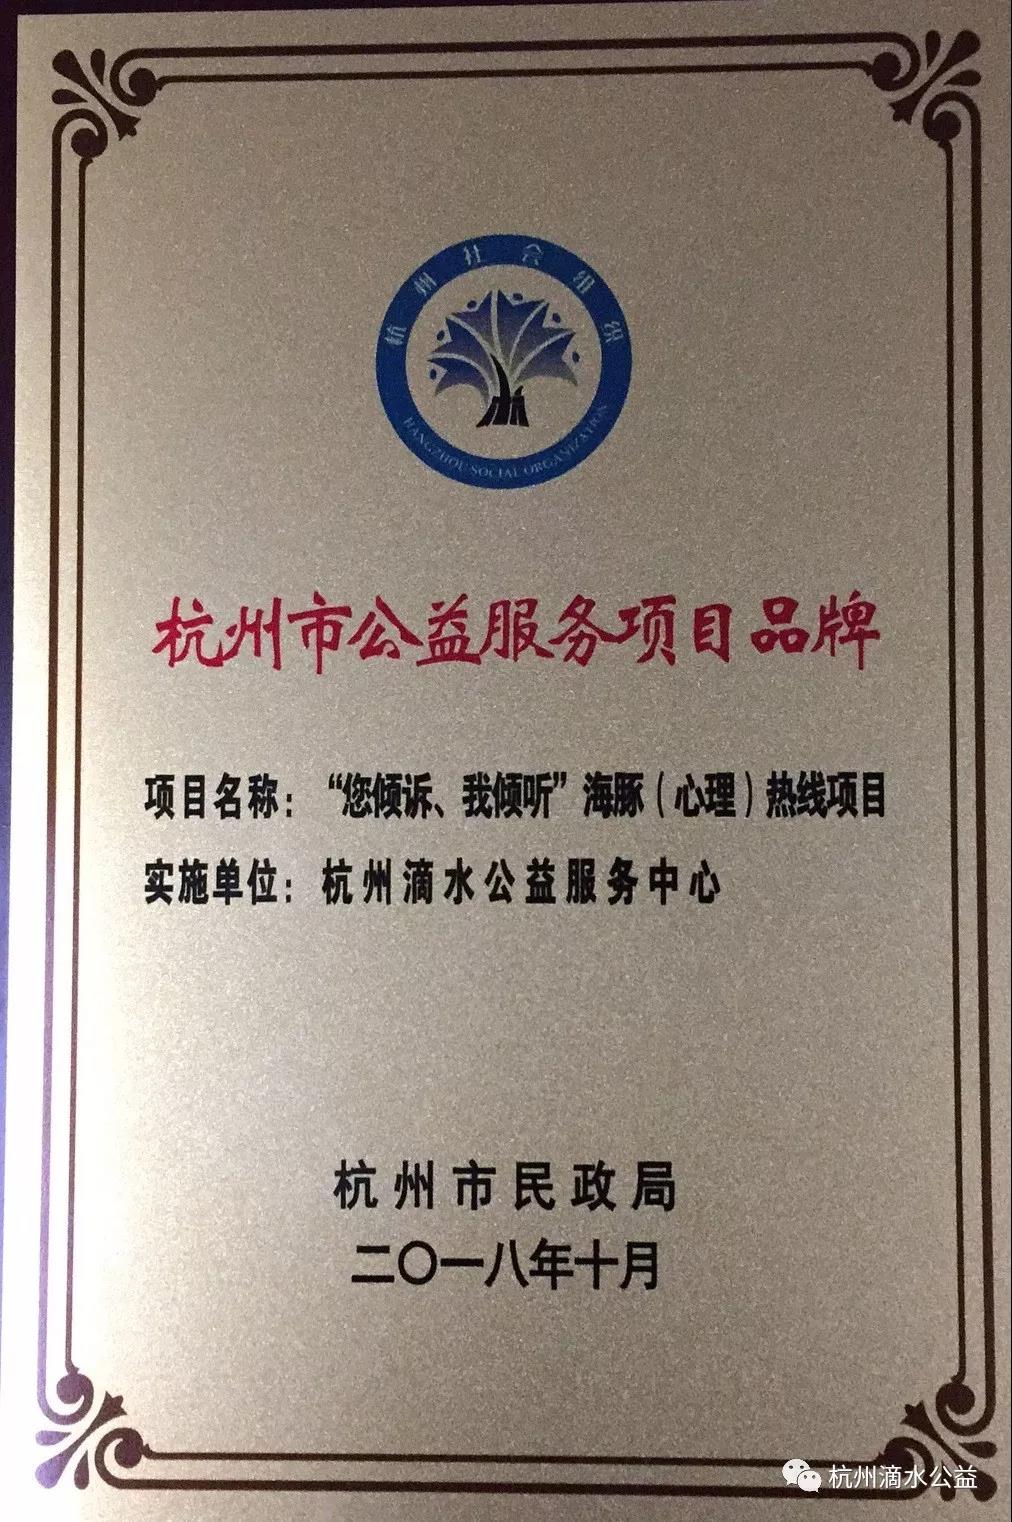 杭州社会组织
HANGZHOU SOCIAL ORGANIZATION
杭州市公益服务项目品牌
项目名称：“您倾诉、我倾听”海豚（心理）热线项目
实施单位：杭州滴水公益服务中心
杭州市民政局
二〇一八年十月
杭州滴水公益